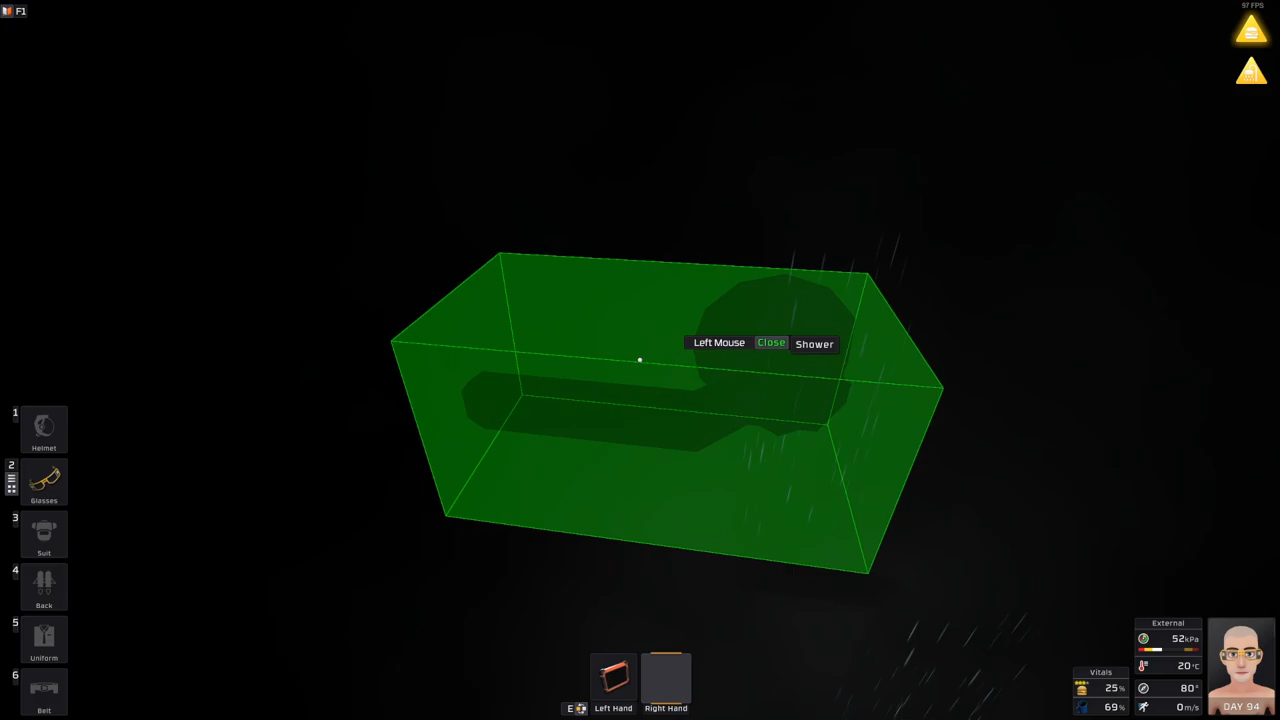 F1
97 FPS
Left Mouse Close Shower
1
Helmet
2
Glasses
3
Suit
4
Back
5
Uniform
6
Belt
E
Left Hand
Right Hand
External
52kPa
20°C
Vitals
25%
80°
69%
0m/s
DAY 94